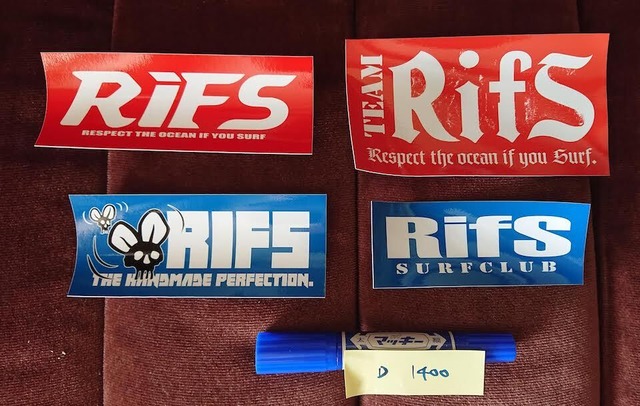 RiFS
RESPECT THE OCEAN IF YOU SURF
TEAM
RifS
Respect the ocean if you Surf.
RIFS
THE HANDMADE PERFECTION.
RifS
SURFCLUB
マッキー
D 1400